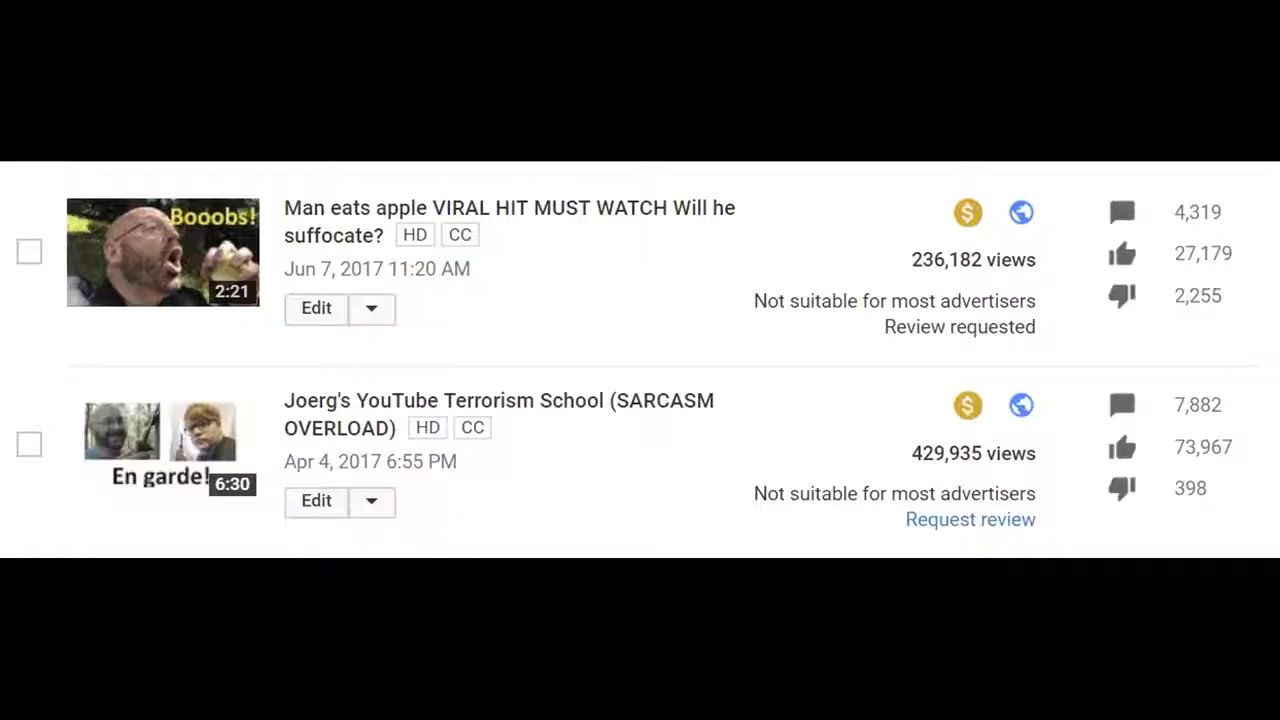 Booobs!
2:21
Man eats apple VIRAL HIT MUST WATCH Will he
suffocate? HD CC
Jun 7, 2017 11:20 AM
Edit
$
236,182 views
Not suitable for most advertisers
Review requested
4,319
27,179
2,255
En garde!
6:30
Joerg's YouTube Terrorism School (SARCASM
OVERLOAD) HD CC
Apr 4, 2017 6:55 PM
Edit
$
429,935 views
Not suitable for most advertisers
Request review
7,882
73,967
398